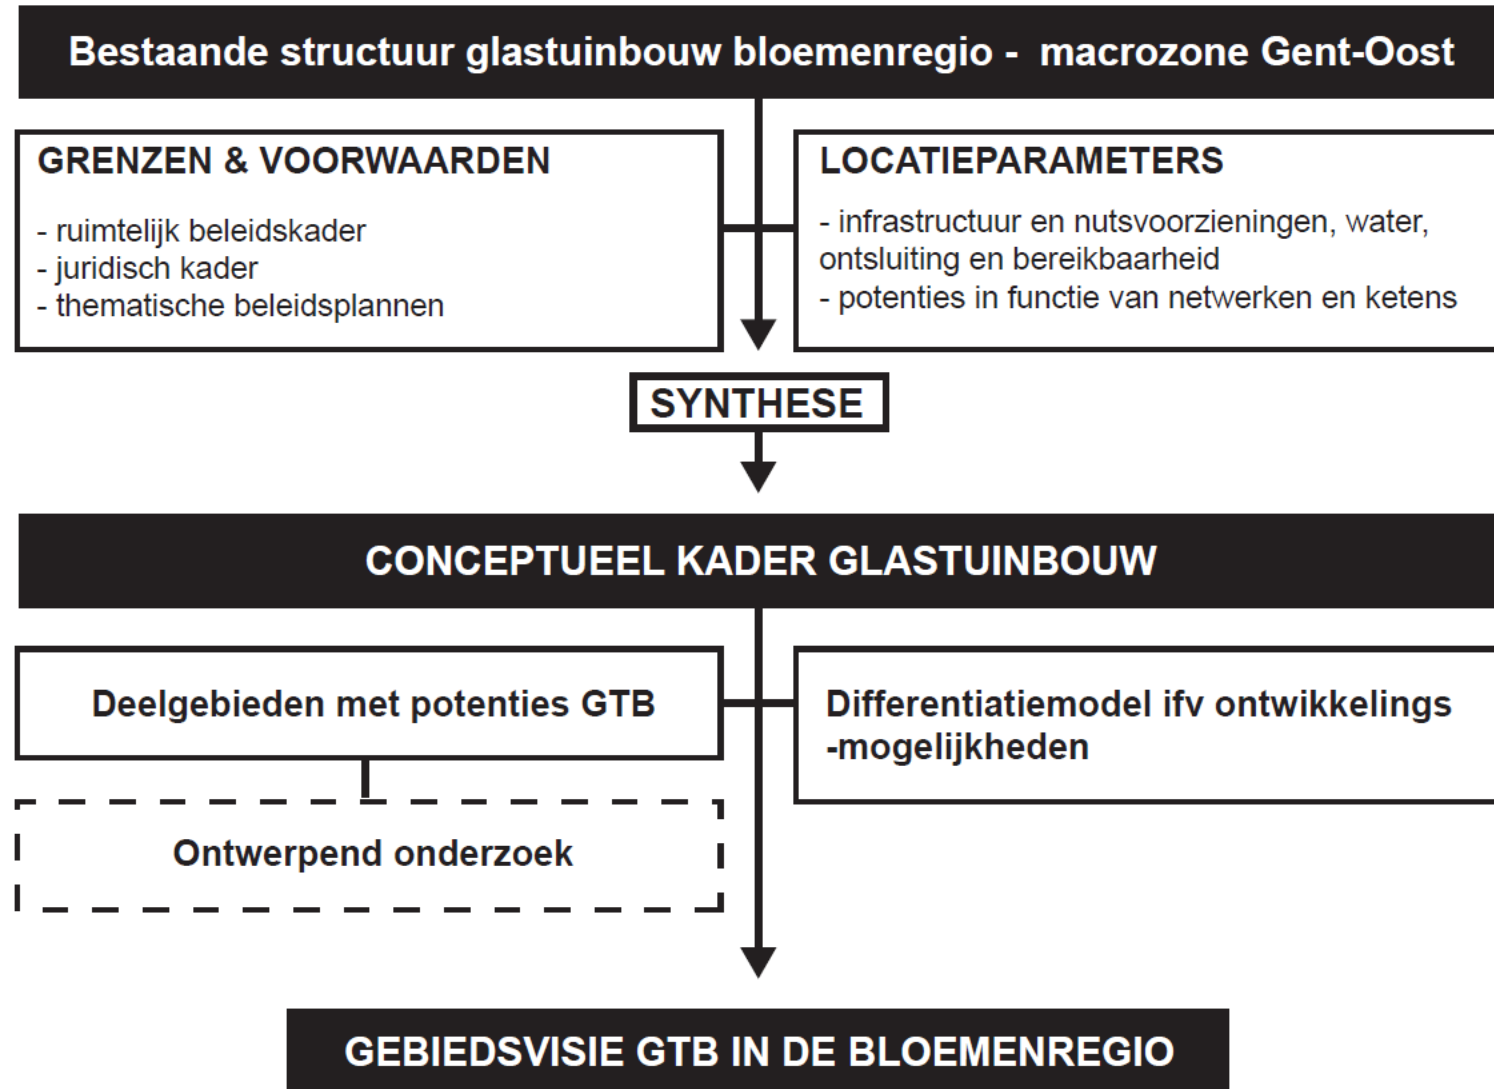 Bestaande structuur glastuinbouw bloemenregio - macrozone Gent-Oost
GRENZEN & VOORWAARDEN
- ruimtelijk beleidskader
- juridisch kader
- thematische beleidsplannen
LOCATIEPARAMETERS
- infrastructuur en nutsvoorzieningen, water,
ontsluiting en bereikbaarheid
- potenties in functie van netwerken en ketens
SYNTHESE
CONCEPTUEEL KADER GLASTUINBOUW
Deelgebieden met potenties GTB
Differentiatiemodel ifv ontwikkelings
-mogelijkheden
Ontwerpend onderzoek
GEBIEDSVISIE GTB IN DE BLOEMENREGIO